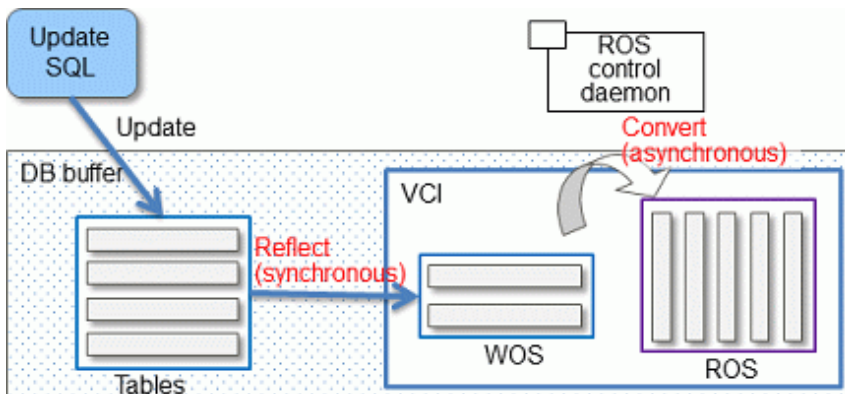 Update
SQL
ROS
control
daemon
Update
Convert
(asynchronous)
DB buffer
VCI
Reflect
(synchronous)
WOS
ROS
Tables